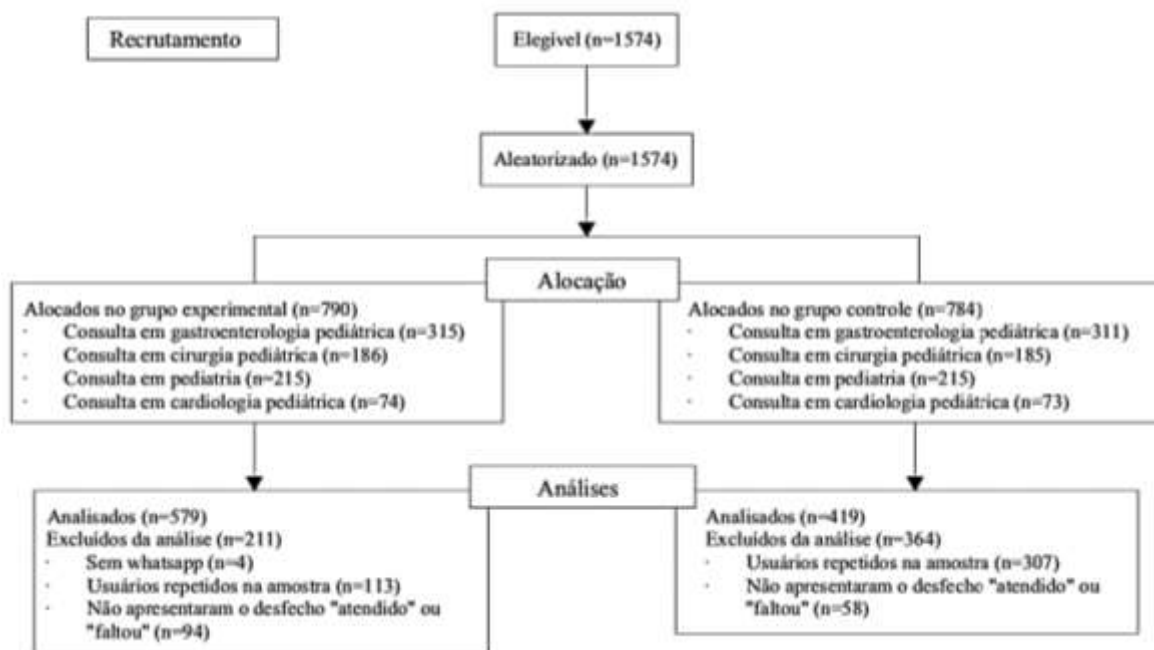 Recrutamento
Elegível (n=1574)
Aleatorizado (n=1574)
Alocação
Alocados no grupo experimental (n=790)
· Consulta em gastroenterologia pediátrica (n=315)
· Consulta em cirurgia pediátrica (n=186)
· Consulta em pediatria (n=215)
· Consulta em cardiologia pediátrica (n=74)
Alocados no grupo controle (n=784)
· Consulta em gastroenterologia pediátrica (n=311)
· Consulta em cirurgia pediátrica (n=185)
· Consulta em pediatria (n=215)
· Consulta em cardiologia pediátrica (n=73)
Análises
Analisados (n=579)
Excluídos da análise (n=211)
· Sem whatsapp (n=4)
· Usuários repetidos na amostra (n=113)
· Não apresentaram o desfecho "atendido" ou
"faltou" (n=94)
Analisados (n=419)
Excluídos da análise (n=364)
· Usuários repetidos na amostra (n=307)
· Não apresentaram o desfecho "atendido" ou
"faltou" (n=58)